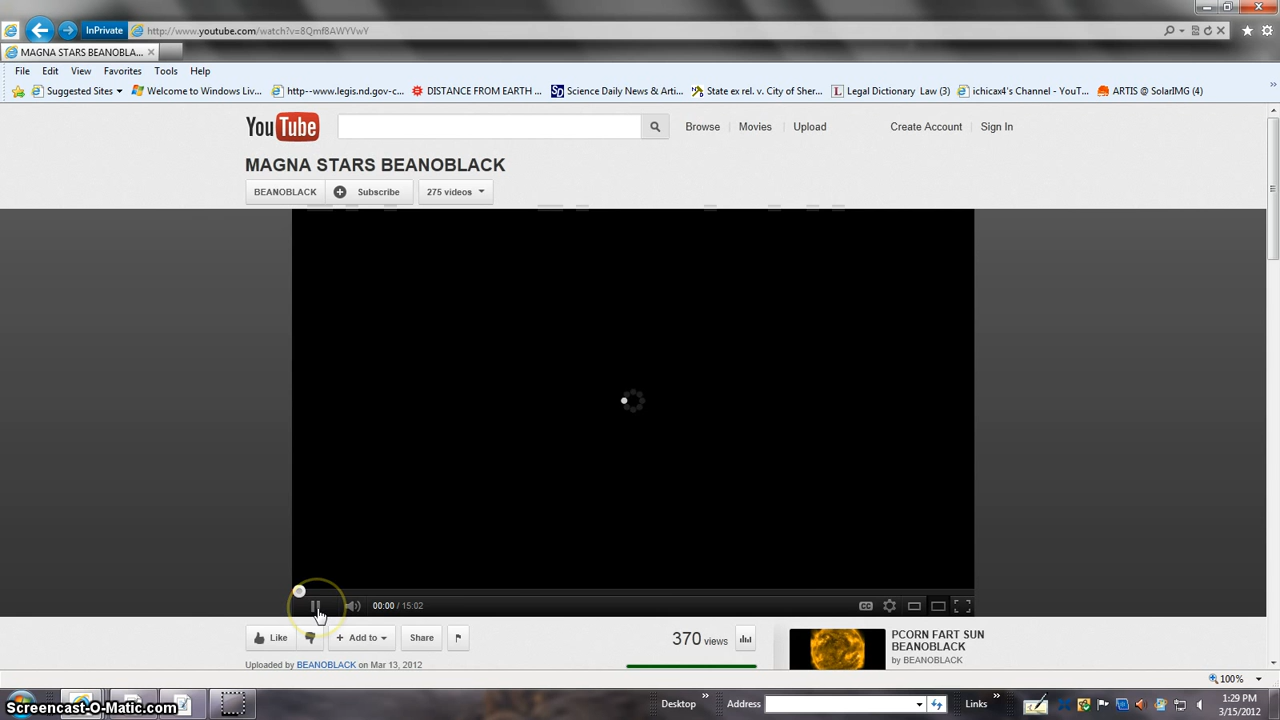 InPrivate http://www.youtube.com/watch?v=8Qmf8AWYVwY
MAGNA STARS BEANOBLA...
File Edit View Favorites Tools Help
Suggested Sites Welcome to Windows Liv... http--www.legis.nd.gov-c... DISTANCE FROM EARTH ... Science Daily News & Arti... State ex rel. v. City of Sher... Legal Dictionary Law (3) ichicax4's Channel - YouT... ARTIS @ SolarIMG (4)
YouTube Browse Movies Upload Create Account Sign In
MAGNA STARS BEANOBLACK
BEANOBLACK Subscribe 275 videos
00:00 / 15:02 CC
Like Add to Share 370 views
PCORN FART SUN
BEANOBLACK
by BEANOBLACK
Uploaded by BEANOBLACK on Mar 13, 2012
100%
Screencast-O-Matic.com Desktop Address Links 1:29 PM
3/15/2012